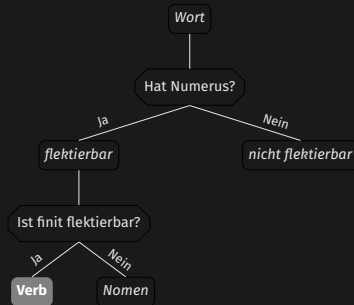 Wort
Hat Numerus?
Ja
Nein
flektierbar
nicht flektierbar
Ist finit flektierbar?
Ja
Nein
Verb
Nomen